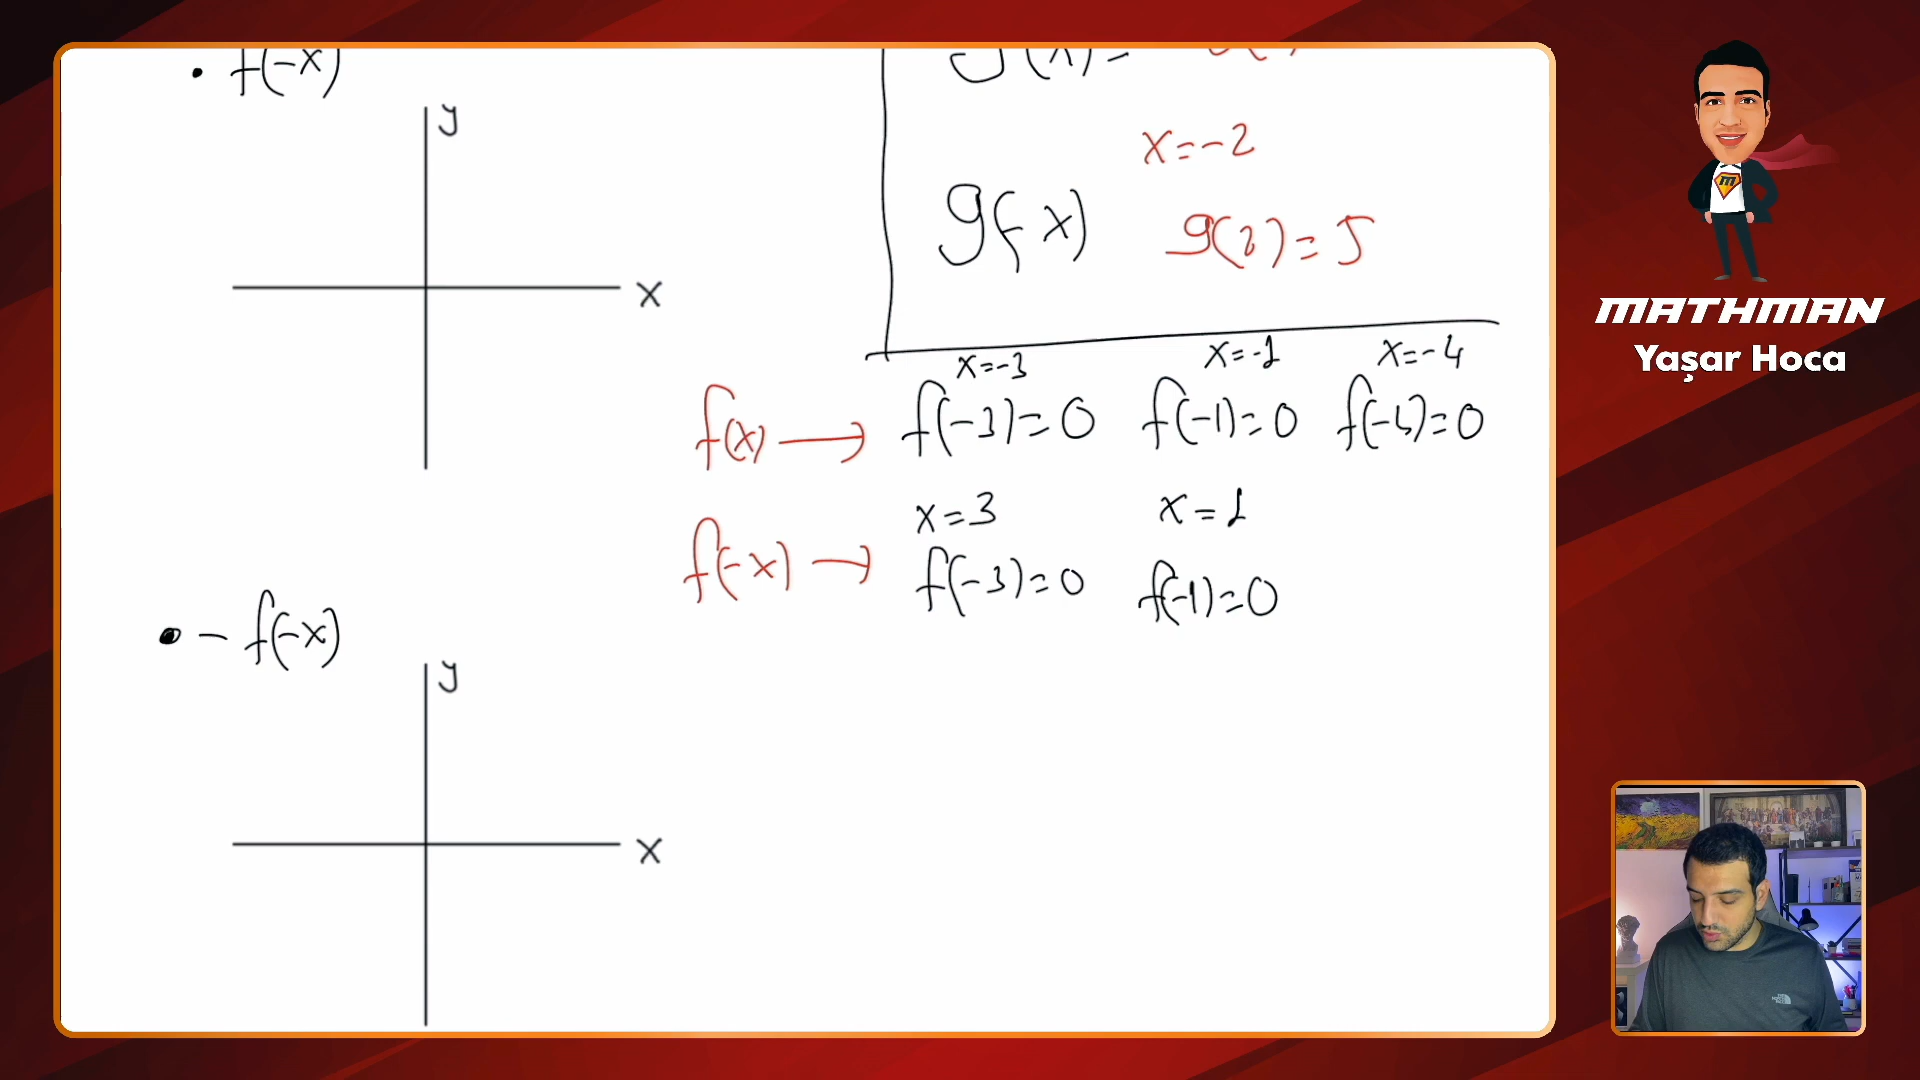 • f(-x)
y
x
x=-2
g(-x)
g(2)=5
x=-3 x=-1 x=-4
f(x) → f(-3)=0 f(-1)=0 f(-4)=0
x=3 x=1
f(-x) → f(-3)=0 f(-1)=0
• - f(-x)
y
x
MATHMAN
Yaşar Hoca
M